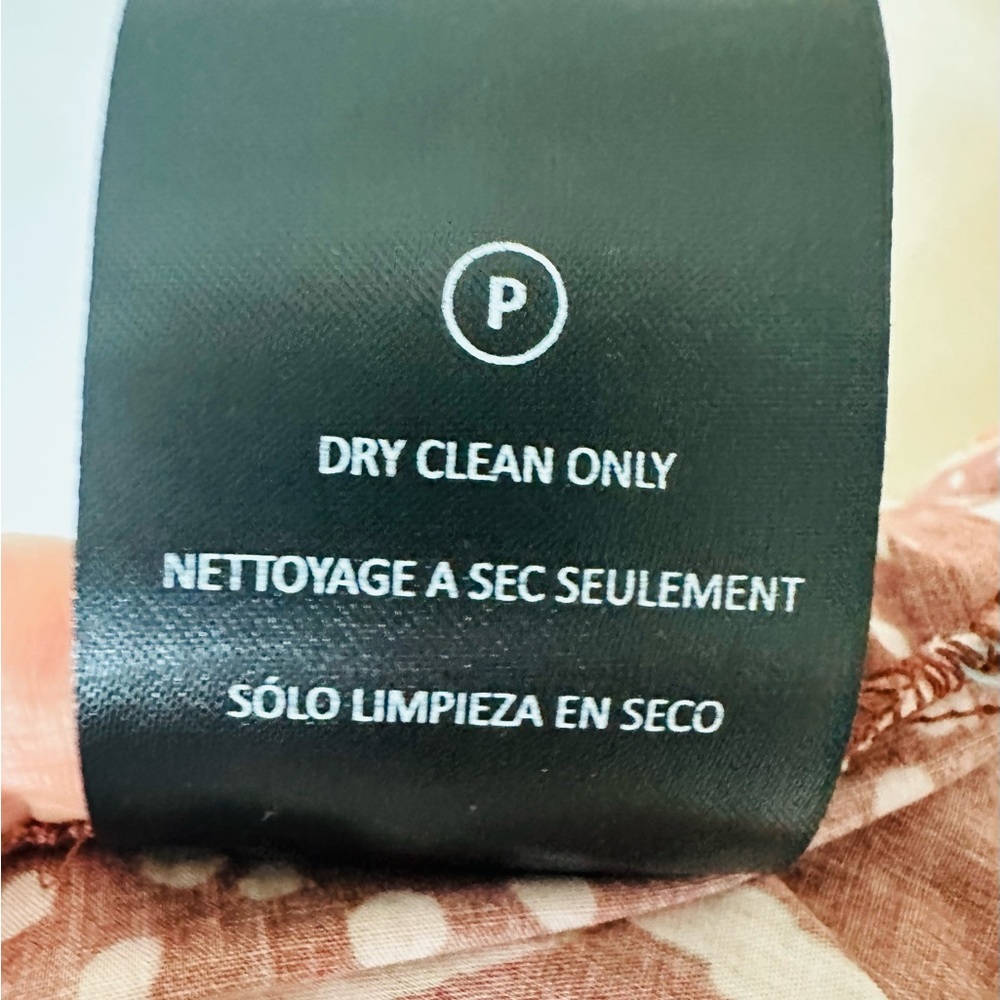 P
DRY CLEAN ONLY
NETTOYAGE A SEC SEULEMENT
SÓLO LIMPIEZA EN SECO